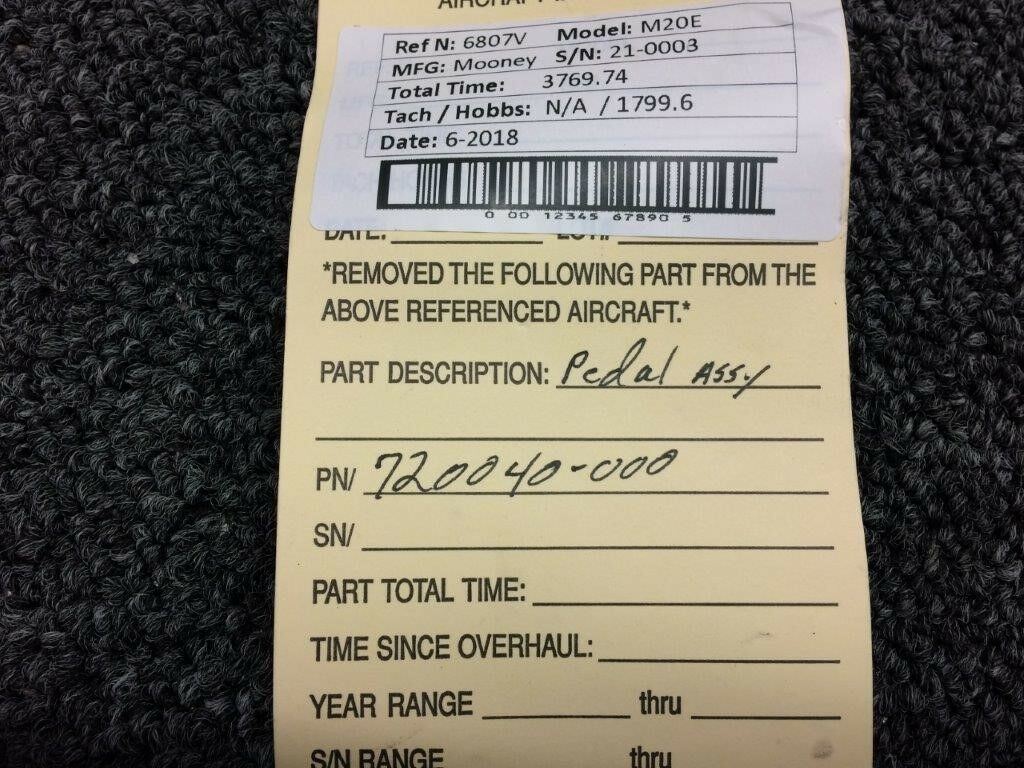 Ref N: 6807V Model: M20E
MFG: Mooney S/N: 21-0003
Total Time: 3769.74
Tach / Hobbs: N/A / 1799.6
Date: 6-2018
0 00 12345 67890 5
DATE:
*REMOVED THE FOLLOWING PART FROM THE
ABOVE REFERENCED AIRCRAFT.*
PART DESCRIPTION: Pedal ASSY
PN/ 720040-000
SN/
PART TOTAL TIME:
TIME SINCE OVERHAUL:
YEAR RANGE thru
S/N RANGE thru